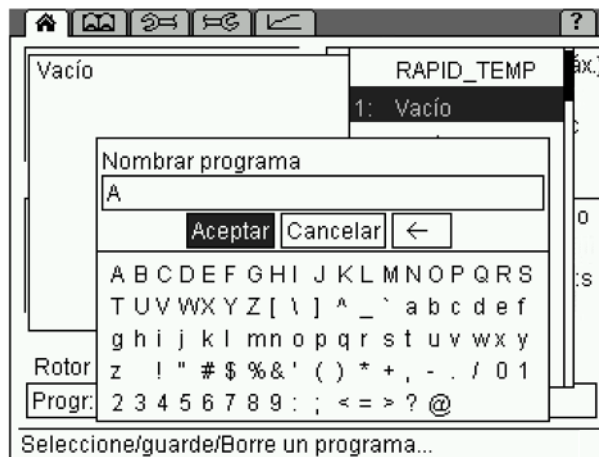 ?
Vacío
RAPID_TEMP
áx.)
1: Vacío
Nombrar programa
A
Aceptar Cancelar ←
o
A B C D E F G H I J K L M N O P Q R S
T U V W X Y Z [ \ ] ^ _ ` a b c d e f
:s
g h i j k l m n o p q r s t u v w x y
z ! " # $ % & ' ( ) * + , - . / 0 1
2 3 4 5 6 7 8 9 : ; < = > ? @
Rotor
Progr:
Seleccione/guarde/Borre un programa...